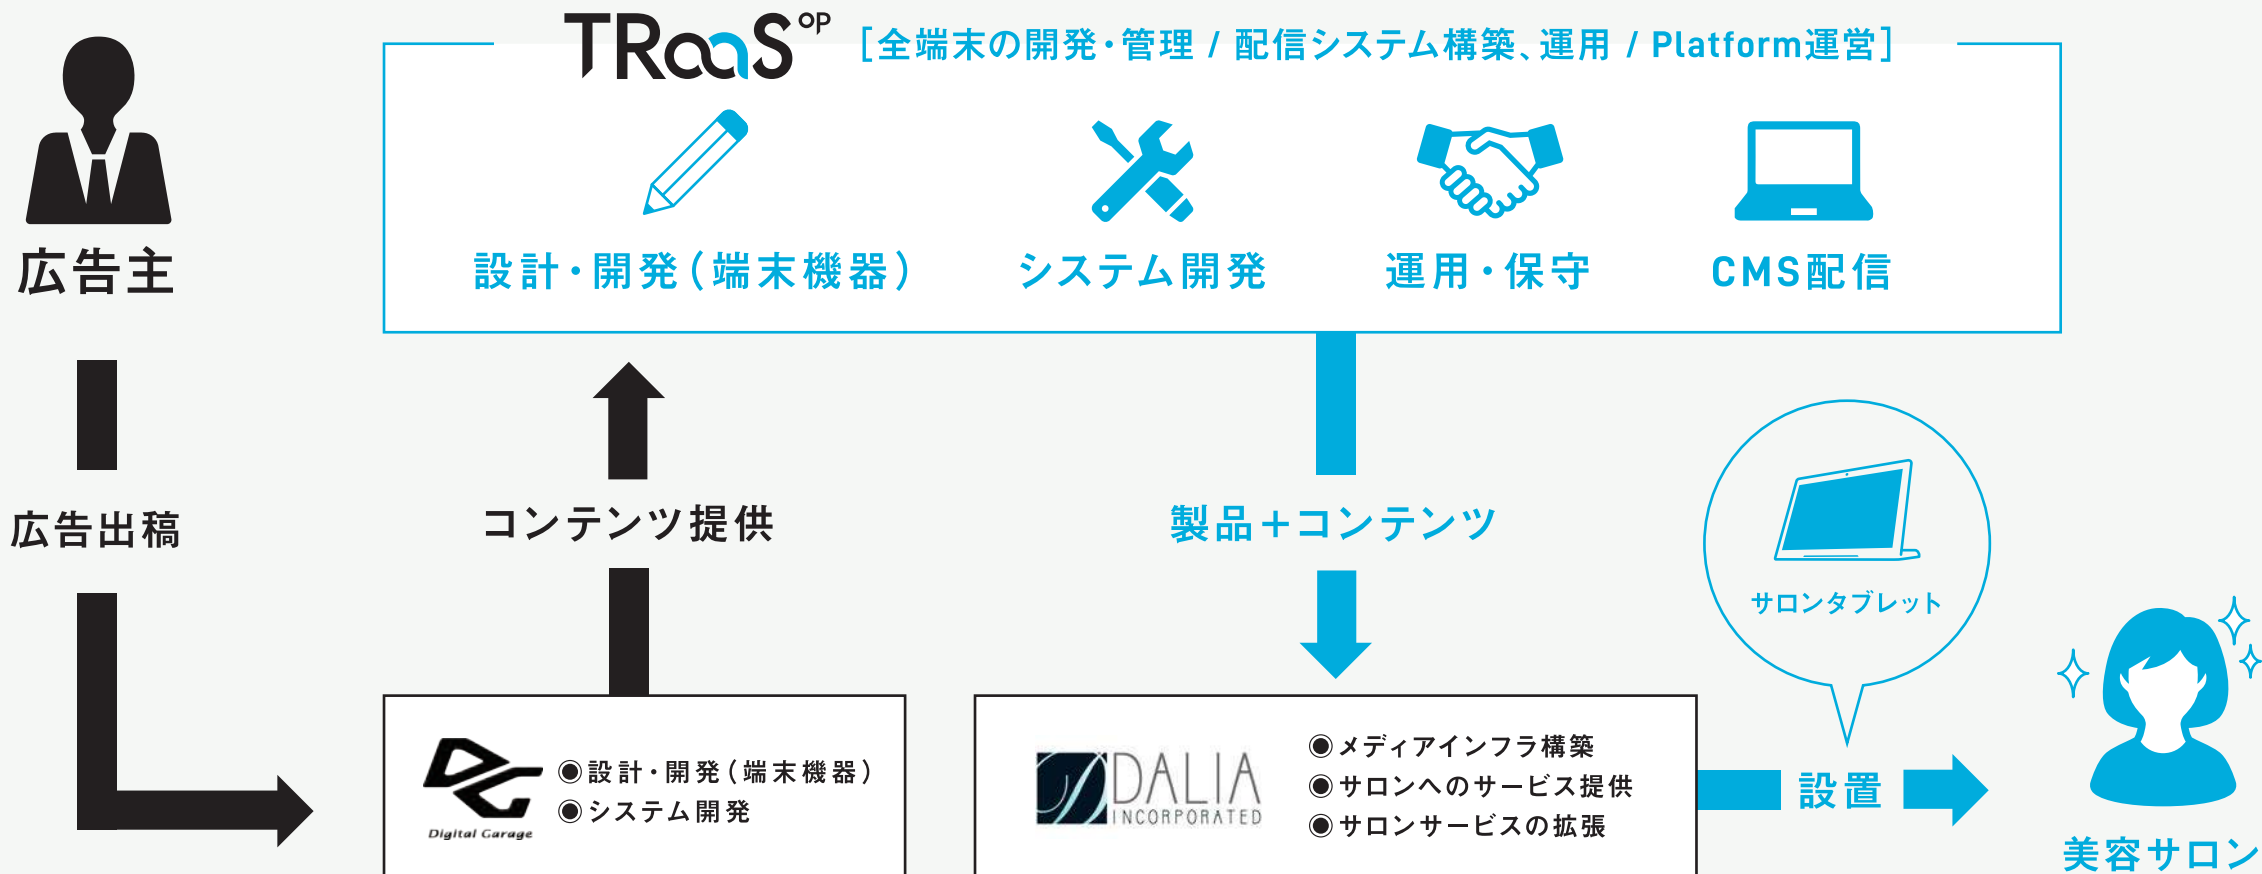 TRaaS OP
[全端末の開発・管理 / 配信システム構築、運用 / Platform運営]
設計・開発(端末機器)
システム開発
運用・保守
CMS配信
広告主
広告出稿
コンテンツ提供
製品+コンテンツ
サロンタブレット
DG
Digital Garage
◉設計・開発(端末機器)
◉システム開発
DALIA
INCORPORATED
◉メディアインフラ構築
◉サロンへのサービス提供
◉サロンサービスの拡張
設置
美容サロン